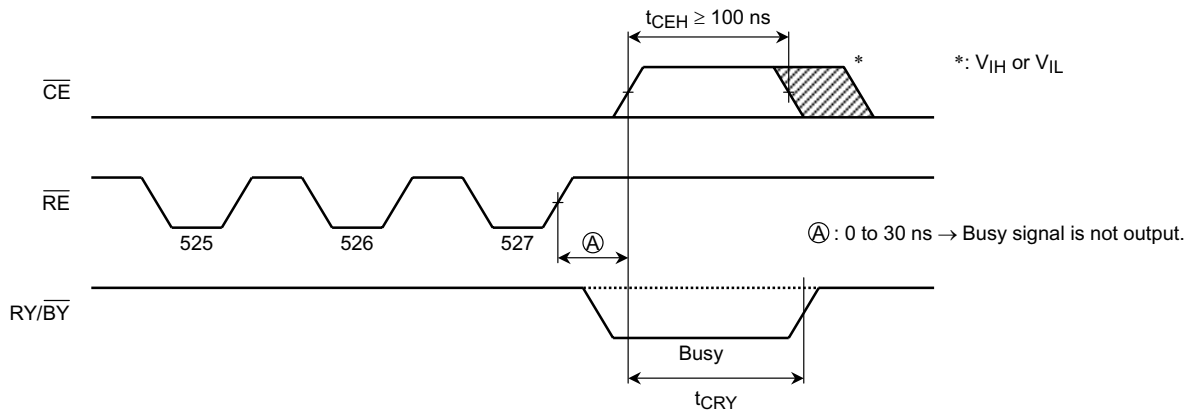 tCEH ≥ 100 ns
*
*: VIH or VIL
CE
RE
525
526
527
A
Ⓐ : 0 to 30 ns → Busy signal is not output.
RY/BY
Busy
tCRY